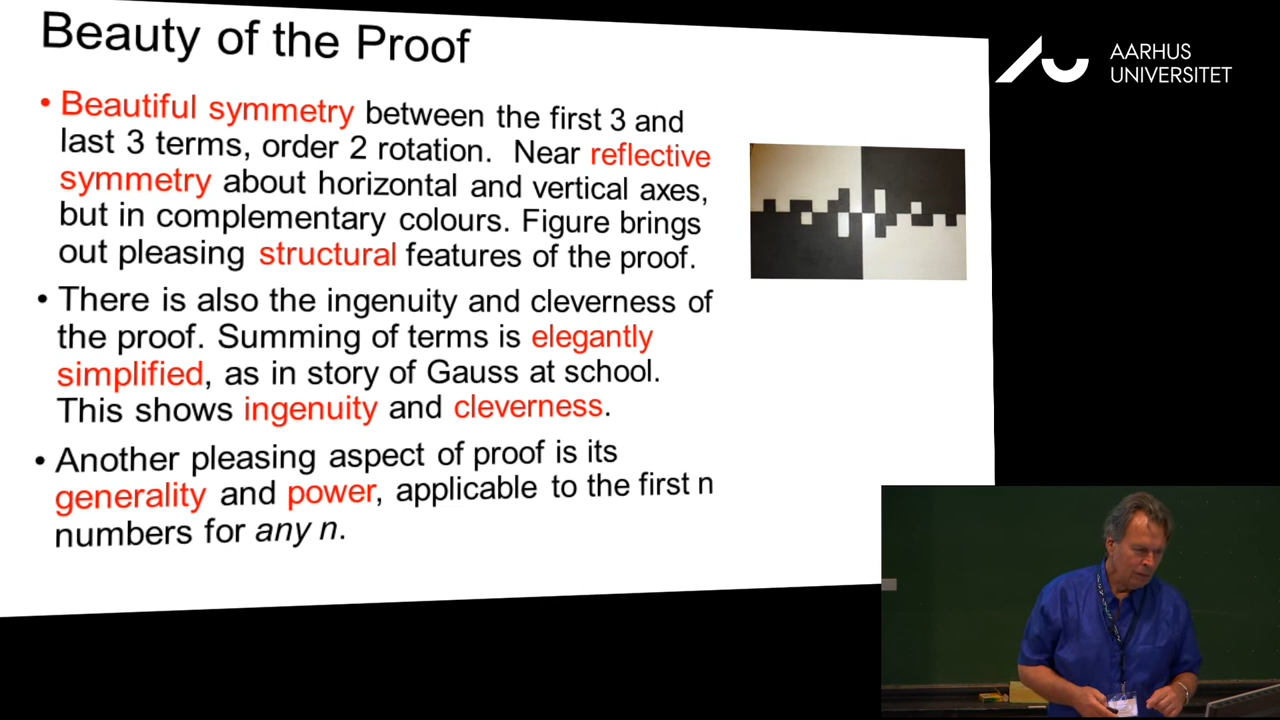 Beauty of the Proof
AARHUS
UNIVERSITET
• Beautiful symmetry between the first 3 and
last 3 terms, order 2 rotation. Near reflective
symmetry about horizontal and vertical axes,
but in complementary colours. Figure brings
out pleasing structural features of the proof.
• There is also the ingenuity and cleverness of
the proof. Summing of terms is elegantly
simplified, as in story of Gauss at school.
This shows ingenuity and cleverness.
• Another pleasing aspect of proof is its
generality and power, applicable to the first n
numbers for any n.